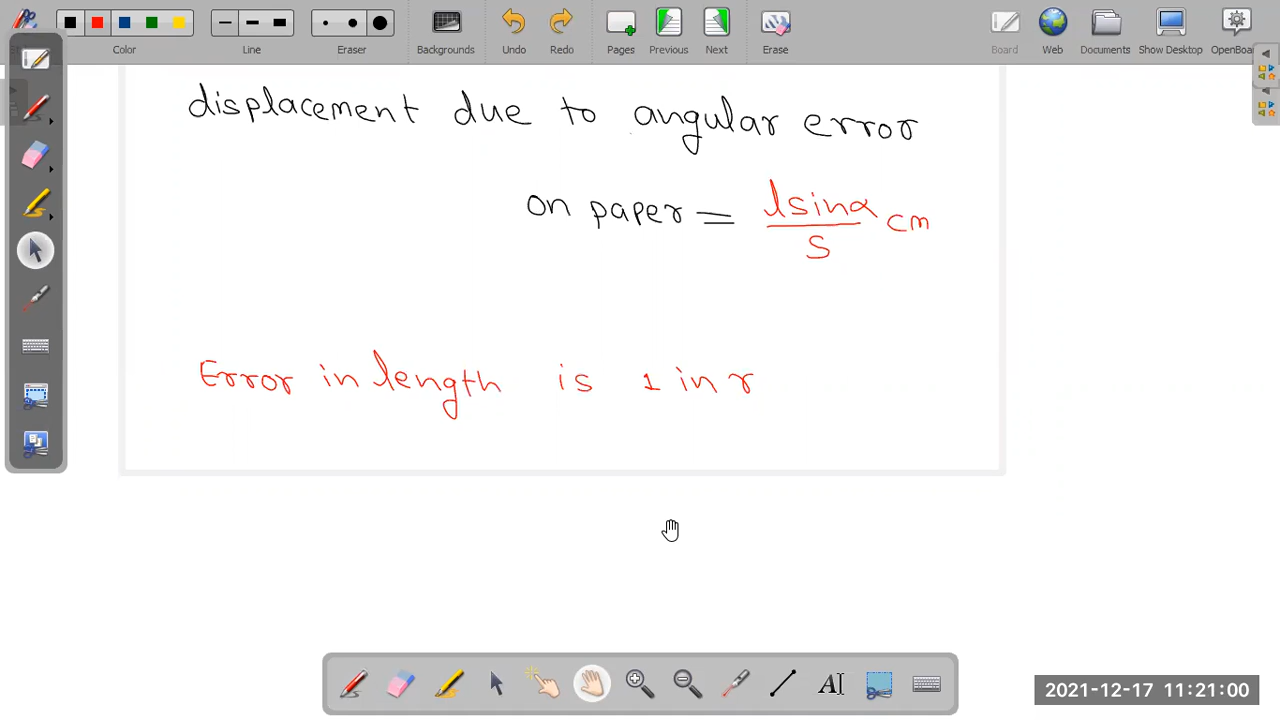 Color Line Eraser Backgrounds Undo Redo Pages Previous Next Erase Board Web Documents Show Desktop OpenBoard
displacement due to angular error
on paper = lsinα/s cm
Error in length is 1 in r
2021-12-17 11:21:00